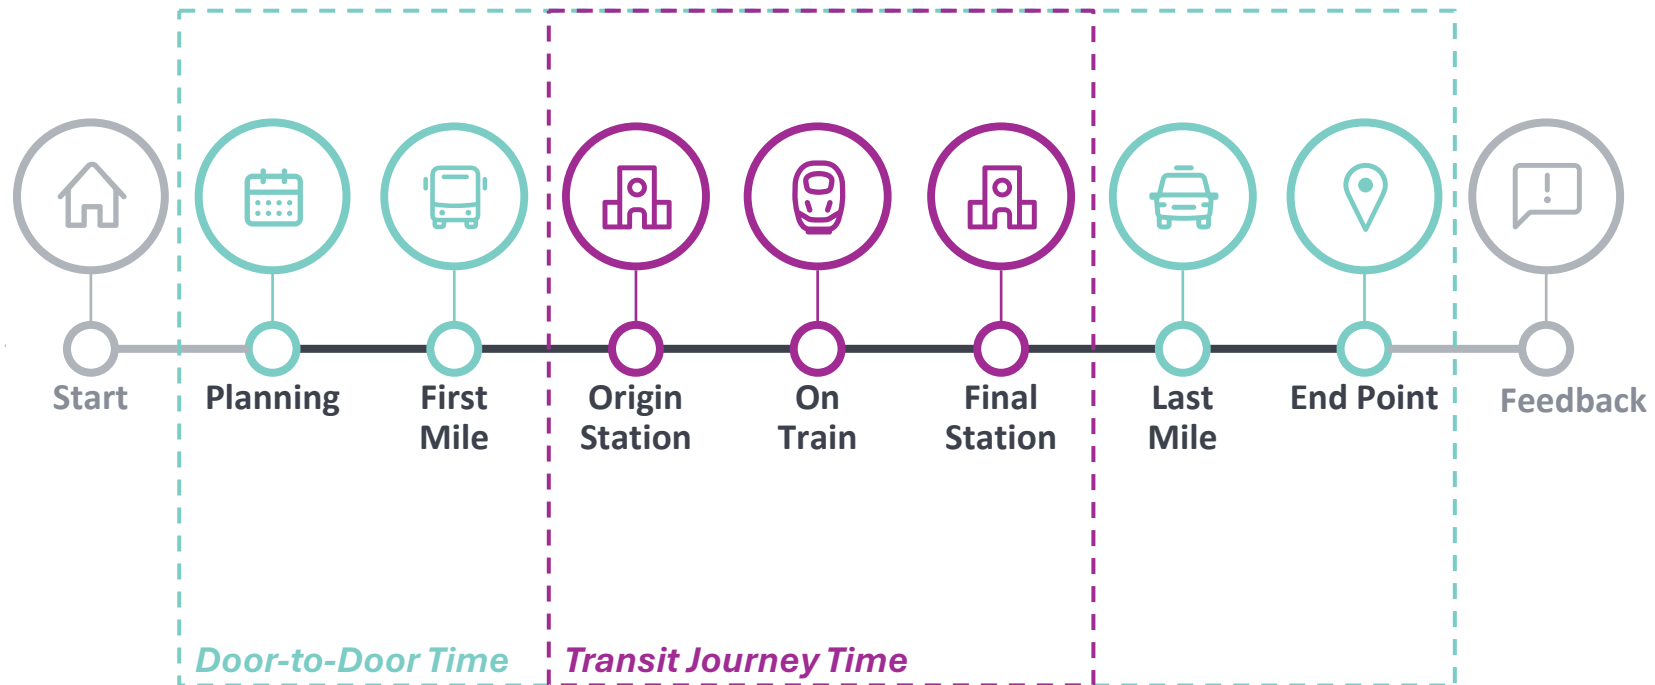 Start
Planning
First
Mile
Origin
Station
On
Train
Final
Station
Last
Mile
End Point
Feedback
Door-to-Door Time
Transit Journey Time